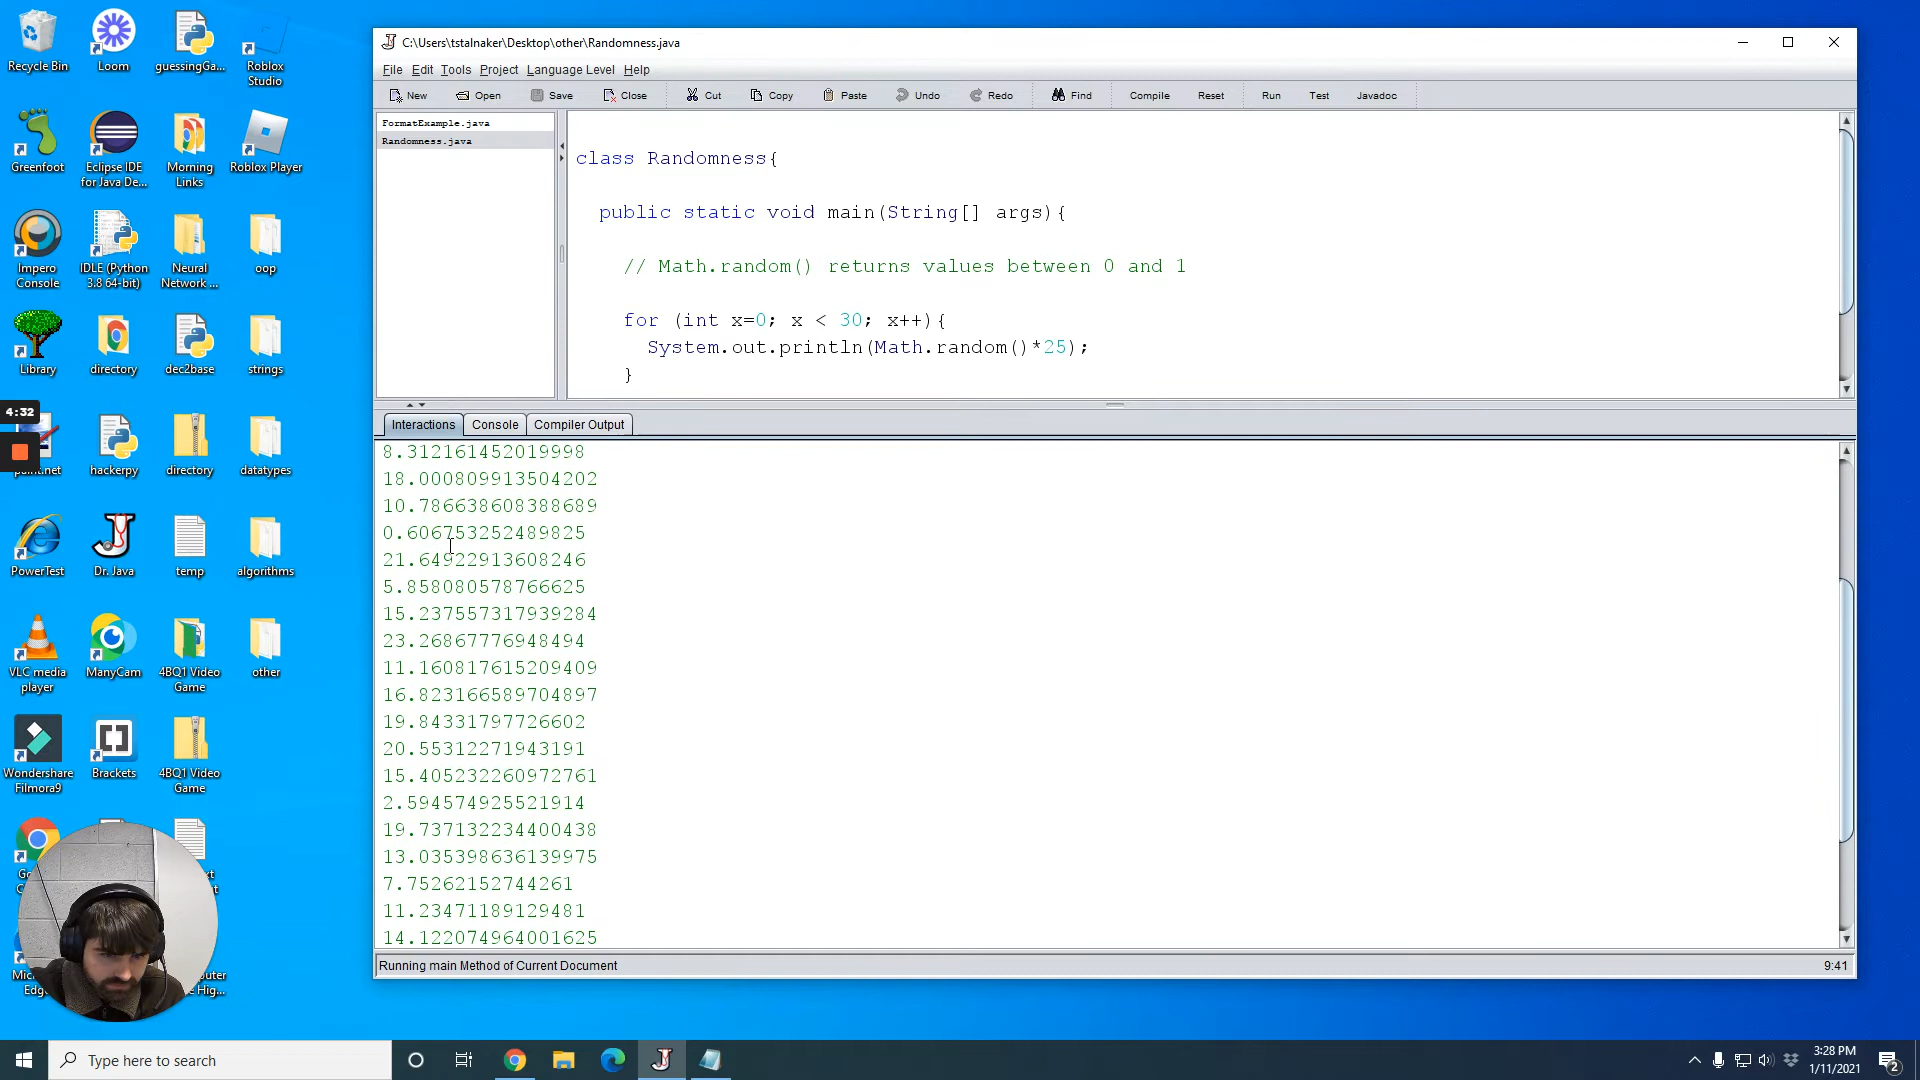 Recycle Bin
Loom
guessingGa...
Roblox Studio
Greenfoot
Eclipse IDE for Java De...
Morning Links
Roblox Player
Impero Console
IDLE (Python 3.8 64-bit)
Neural Network ...
oop
Library
directory
dec2base
strings
4:32
paint.net
hackerpy
directory
datatypes
PowerTest
Dr. Java
temp
algorithms
VLC media player
ManyCam
4BQ1 Video Game
other
Wondershare Filmora9
Brackets
4BQ1 Video Game
C:\Users\tstalnaker\Desktop\other\Randomness.java
File Edit Tools Project Language Level Help
New Open Save Close Cut Copy Paste Undo Redo Find Compile Reset Run Test Javadoc
FormatExample.java
Randomness.java
class Randomness{
public static void main(String[] args){
// Math.random() returns values between 0 and 1
for (int x=0; x < 30; x++){
System.out.println(Math.random()*25);
}
Interactions Console Compiler Output
8.312161452019998
18.000809913504202
10.786638608388689
0.606753252489825
21.64922913608246
5.858080578766625
15.237557317939284
23.26867776948494
11.160817615209409
16.823166589704897
19.84331797726602
20.55312271943191
15.405232260972761
2.594574925521914
19.737132234400438
13.035398636139975
7.75262152744261
11.23471189129481
14.122074964001625
Running main Method of Current Document
9:41
Type here to search
3:28 PM
1/11/2021
2